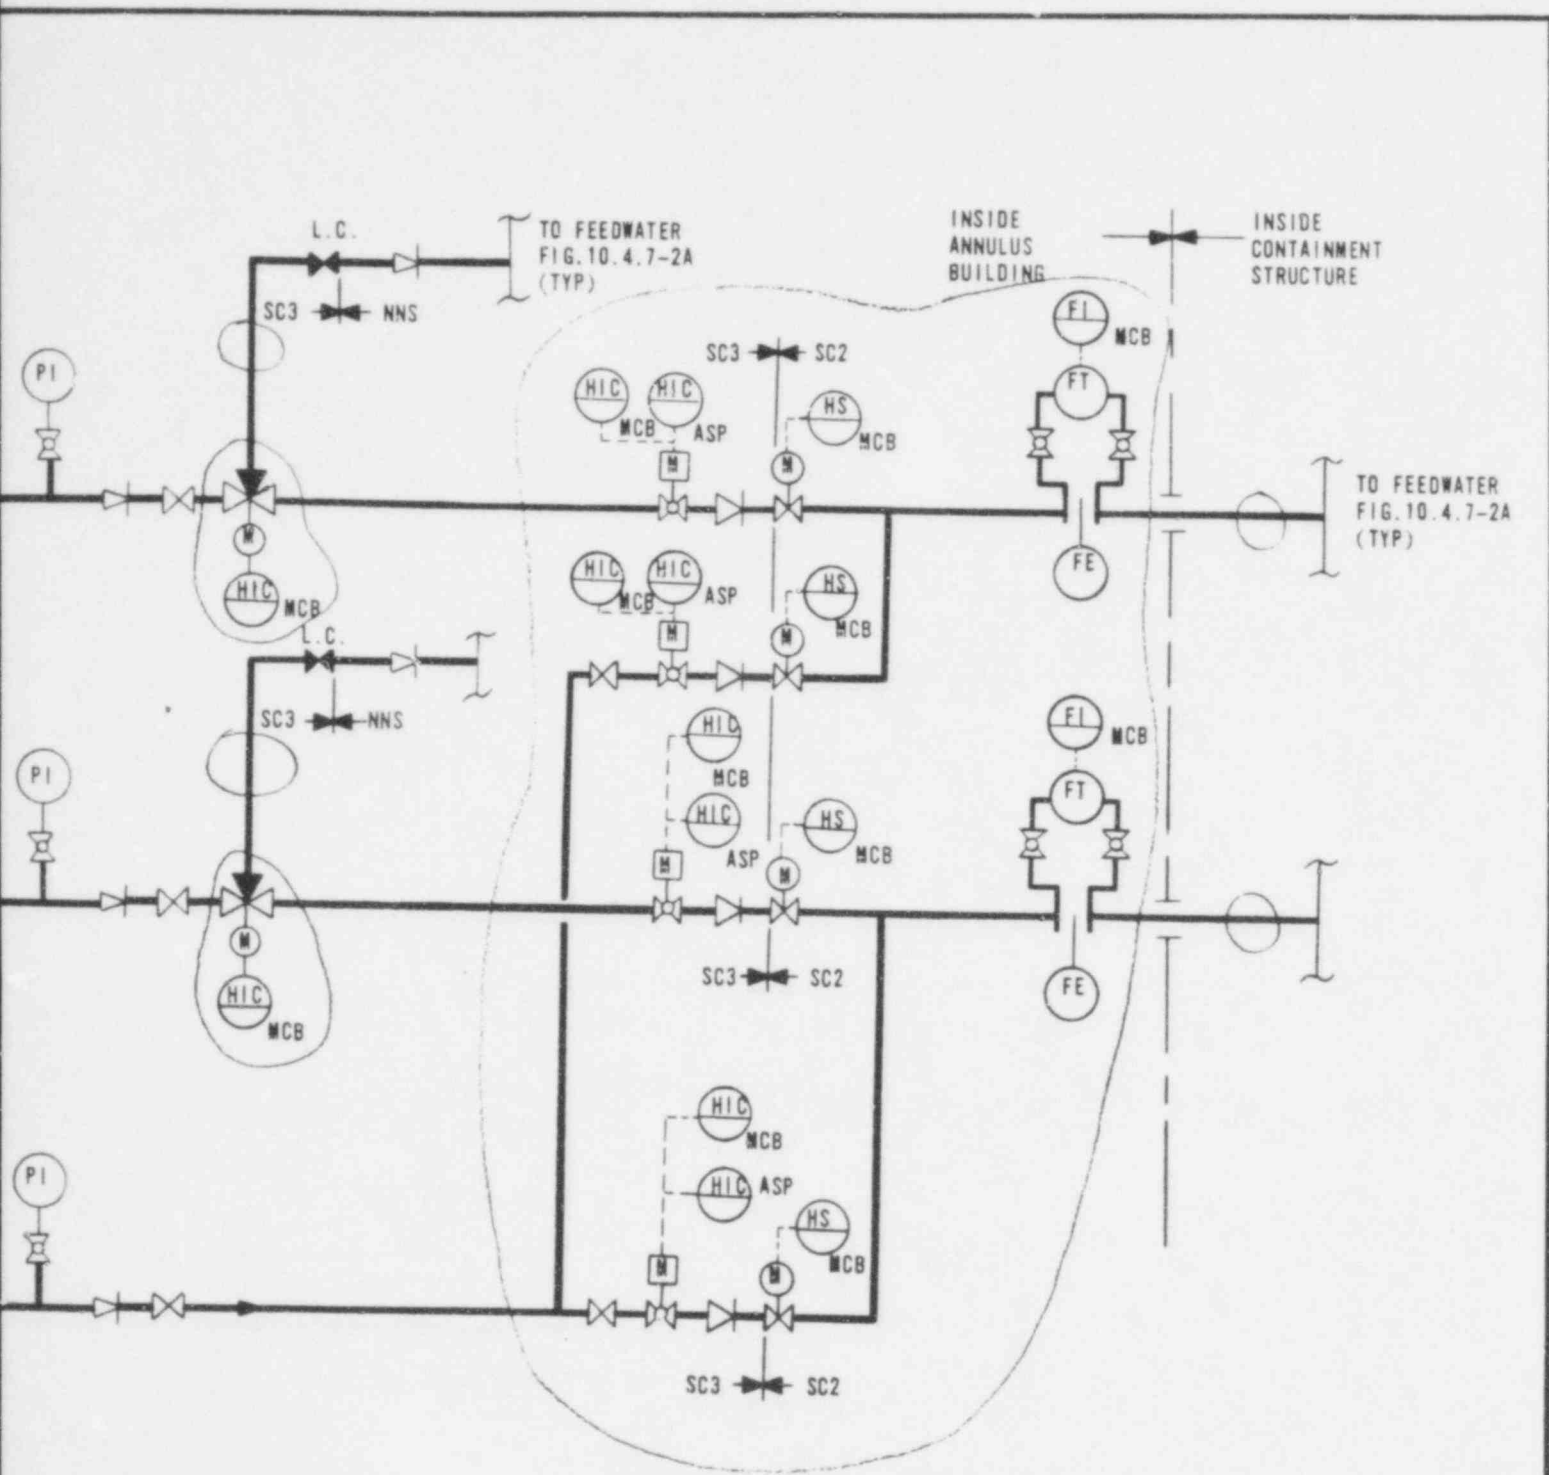 INSIDE
ANNULUS
BUILDING
INSIDE
CONTAINMENT
STRUCTURE
L.C.
TO FEEDWATER
FIG.10.4.7-2A
(TYP)
SC3
NNS
FI
MCB
SC3
SC2
PI
HIC
MCB
HIC
ASP
HS
MCB
FT
M
M
TO FEEDWATER
FIG.10.4.7-2A
(TYP)
M
HIC
MCB
FE
HIC
MCB
HIC
ASP
HS
MCB
M
M
L.C.
SC3
NNS
HIC
MCB
FI
MCB
PI
HIC
ASP
HS
MCB
FT
M
M
M
HIC
MCB
SC3
SC2
FE
HIC
MCB
PI
HIC
ASP
HS
MCB
M
M
SC3
SC2